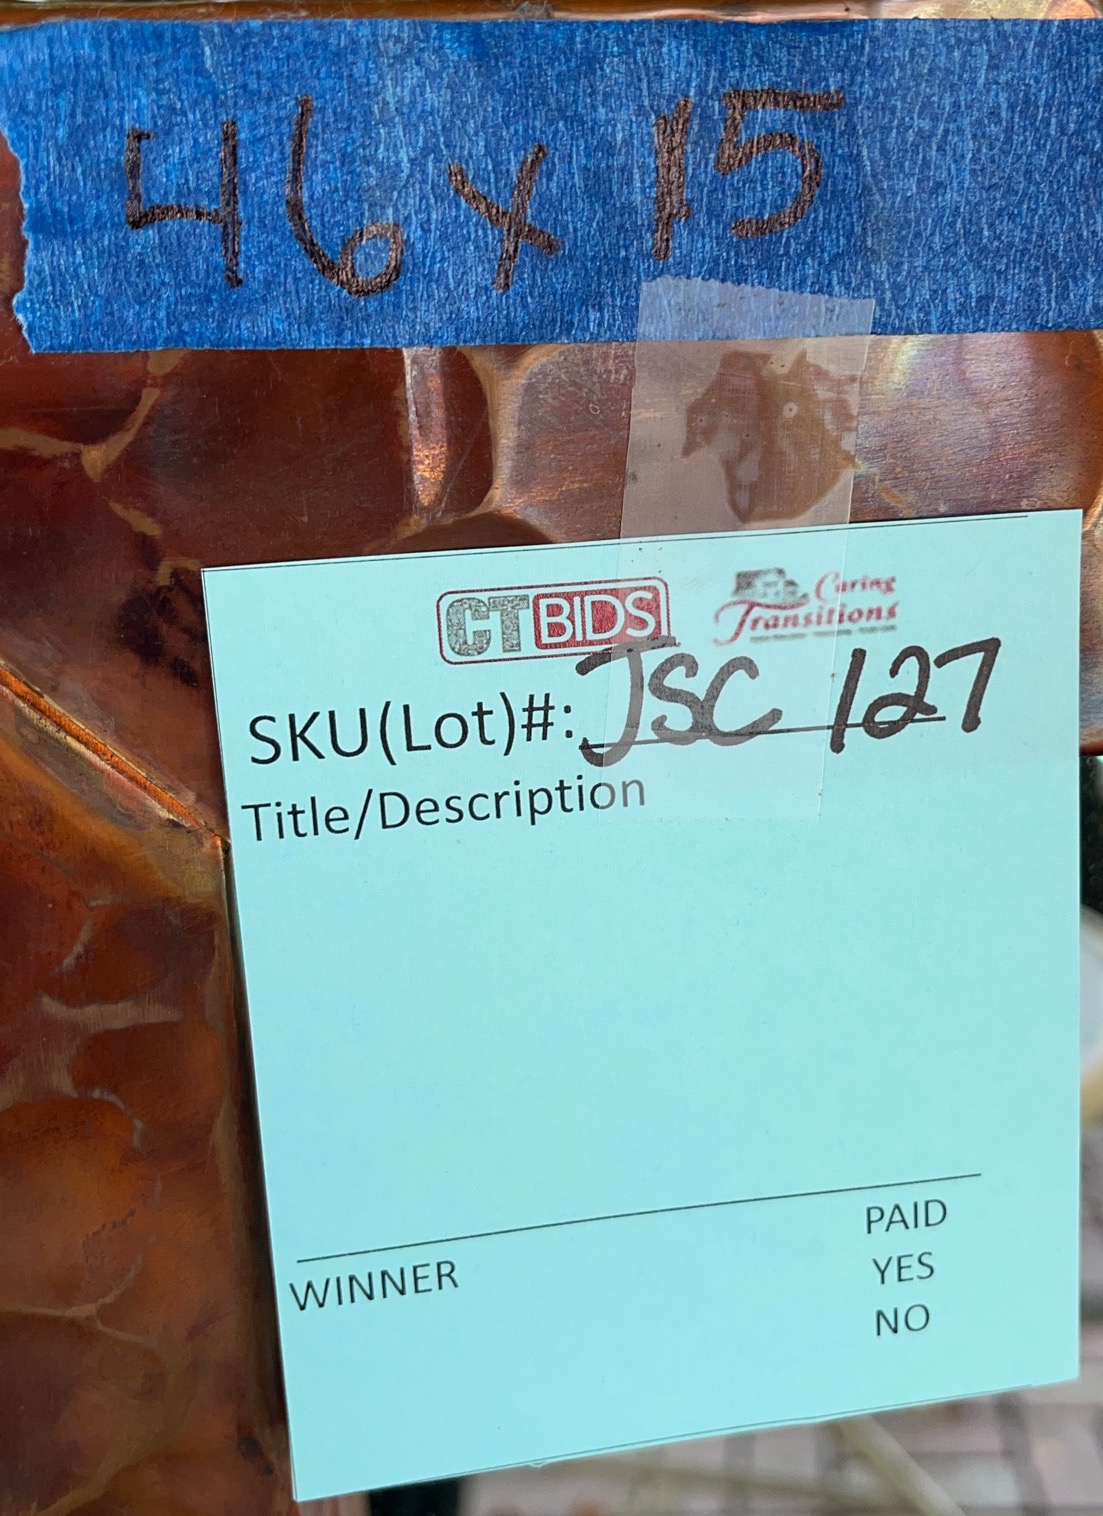 46 x 15
CTBIDS
Caring
Transitions
SKU(Lot)#: JSC 127
Title/Description
PAID
WINNER
YES
NO